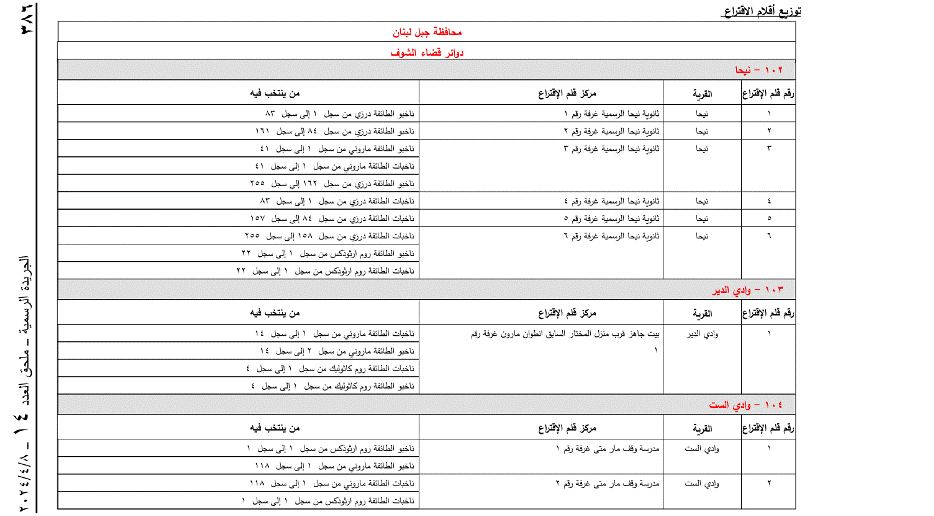 توزيع أقلام الاقتراع
٣٨٦
الجريدة الرسمية – ملحق العدد ١٤ – ٢٠٢٤/٤/٨
محافظة جبل لبنان
دوائر قضاء الشوف
١٠٢ – نيحا
رقم قلم الإقتراع القرية مركز قلم الإقتراع من ينتخب فيه
١ نيحا ثانوية نيحا الرسمية غرفة رقم ١ ناخبو الطائفة درزي من سجل ١ إلى سجل ٨٣
٢ نيحا ثانوية نيحا الرسمية غرفة رقم ٢ ناخبو الطائفة درزي من سجل ٨٤ إلى سجل ١٦١
٣ نيحا ثانوية نيحا الرسمية غرفة رقم ٣ ناخبو الطائفة ماروني من سجل ١ إلى سجل ٤١
ناخبات الطائفة ماروني من سجل ١ إلى سجل ٤١
ناخبو الطائفة درزي من سجل ١٦٢ إلى سجل ٢٥٥
٤ نيحا ثانوية نيحا الرسمية غرفة رقم ٤ ناخبات الطائفة درزي من سجل ١ إلى سجل ٨٣
٥ نيحا ثانوية نيحا الرسمية غرفة رقم ٥ ناخبات الطائفة درزي من سجل ٨٤ إلى سجل ١٥٧
٦ نيحا ثانوية نيحا الرسمية غرفة رقم ٦ ناخبات الطائفة درزي من سجل ١٥٨ إلى سجل ٢٥٥
ناخبو الطائفة روم ارثوذكس من سجل ١ إلى سجل ٢٢
ناخبات الطائفة روم ارثوذكس من سجل ١ إلى سجل ٢٢
١٠٣ – وادي الدير
رقم قلم الإقتراع القرية مركز قلم الإقتراع من ينتخب فيه
١ وادي الدير بيت جاهز قرب منزل المختار السابق انطوان مارون غرفة رقم ناخبات الطائفة ماروني من سجل ١ إلى سجل ١٤
١ ناخبو الطائفة ماروني من سجل ٢ إلى سجل ١٤
ناخبات الطائفة روم كاثوليك من سجل ١ إلى سجل ٤
ناخبو الطائفة روم كاثوليك من سجل ١ إلى سجل ٤
١٠٤ – وادي الست
رقم قلم الإقتراع القرية مركز قلم الإقتراع من ينتخب فيه
١ وادي الست مدرسة وقف مار متى غرفة رقم ١ ناخبو الطائفة روم ارثوذكس من سجل ١ إلى سجل ١
ناخبو الطائفة ماروني من سجل ١ إلى سجل ١١٨
٢ وادي الست مدرسة وقف مار متى غرفة رقم ٢ ناخبات الطائفة ماروني من سجل ١ إلى سجل ١١٨
ناخبات الطائفة روم ارثوذكس من سجل ١ إلى سجل ١